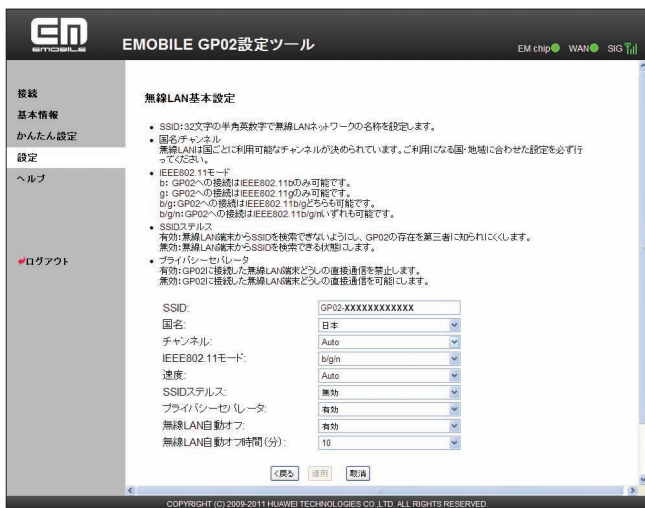 EM
EMOBILE
EMOBILE GP02設定ツール
EM chip WAN SIG
接続
基本情報
かんたん設定
設定
ヘルプ
ログアウト
無線LAN基本設定
• SSID:32文字の半角英数字で無線LANネットワークの名称を設定します。
• 国名/チャンネル
無線LANは国ごとに利用可能なチャンネルが決められています。ご利用になる国・地域に合わせた設定を必ず行
ってください。
• IEEE802.11モード
b: GP02への接続はIEEE802.11bのみ可能です。
g: GP02への接続はIEEE802.11gのみ可能です。
b/g:GP02への接続はIEEE802.11b/gどちらも可能です。
b/g/n:GP02への接続はIEEE802.11b/g/nいずれも可能です。
• SSIDステルス
有効:無線LAN端末からSSIDを検索できないようにし、GP02の存在を第三者に知られにくくします。
無効:無線LAN端末からSSIDを検索できる状態にします。
• プライバシーセパレータ
有効:GP02に接続した無線LAN端末どうしの直接通信を禁止します。
無効:GP02に接続した無線LAN端末どうしの直接通信を可能にします。
SSID: GP02-XXXXXXXXXXXX
国名: 日本
チャンネル: Auto
IEEE802.11モード: b/g/n
速度: Auto
SSIDステルス: 無効
プライバシーセパレータ: 有効
無線LAN自動オフ: 有効
無線LAN自動オフ時間(分): 10
<戻る 適用 取消
COPYRIGHT (C) 2009-2011 HUAWEI TECHNOLOGIES CO.,LTD. ALL RIGHTS RESERVED.